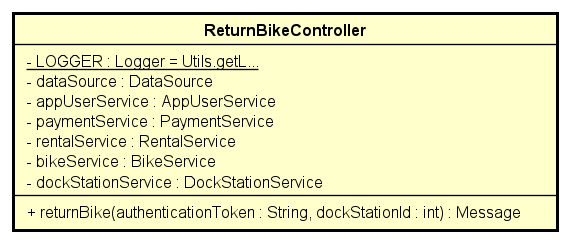 ReturnBikeController
- LOGGER : Logger = Utils.getL...
- dataSource : DataSource
- appUserService : AppUserService
- paymentService : PaymentService
- rentalService : RentalService
- bikeService : BikeService
- dockStationService : DockStationService
+ returnBike(authenticationToken : String, dockStationId : int) : Message